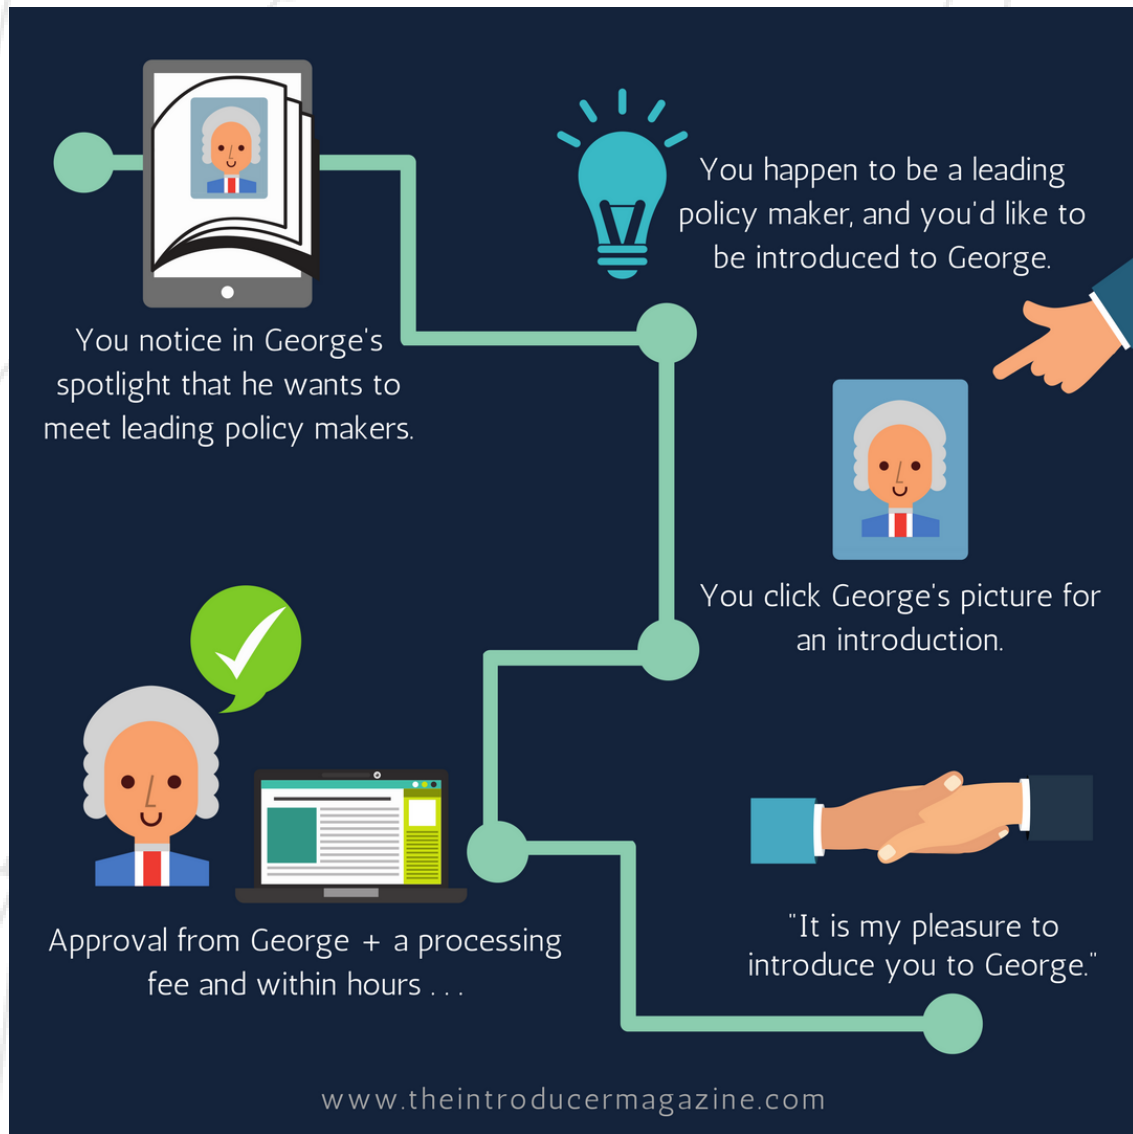 You notice in George's
spotlight that he wants to
meet leading policy makers.
You happen to be a leading
policy maker, and you'd like to
be introduced to George.
You click George's picture for
an introduction.
Approval from George + a processing
fee and within hours . . .
"It is my pleasure to
introduce you to George."
www.theintroducermagazine.com